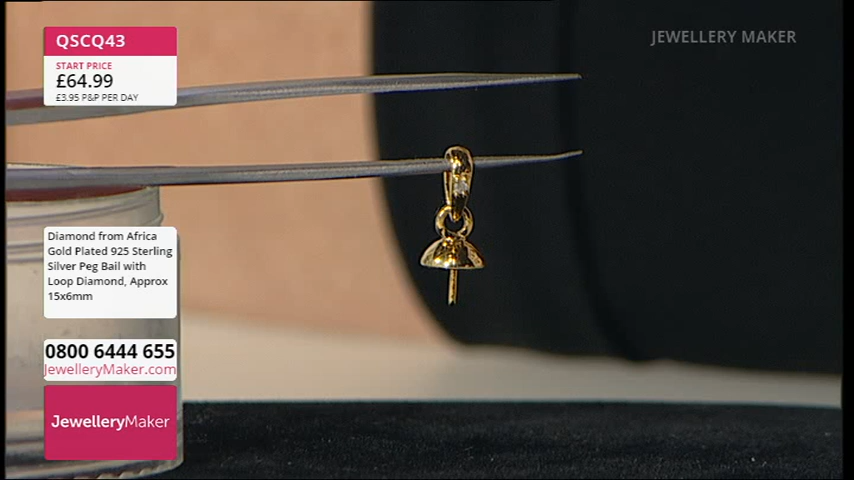 QSCQ43
START PRICE
£64.99
£3.95 P&P PER DAY
JEWELLERY MAKER
Diamond from Africa
Gold Plated 925 Sterling
Silver Peg Bail with
Loop Diamond, Approx
15x6mm
0800 6444 655
JewelleryMaker.com
JewelleryMaker